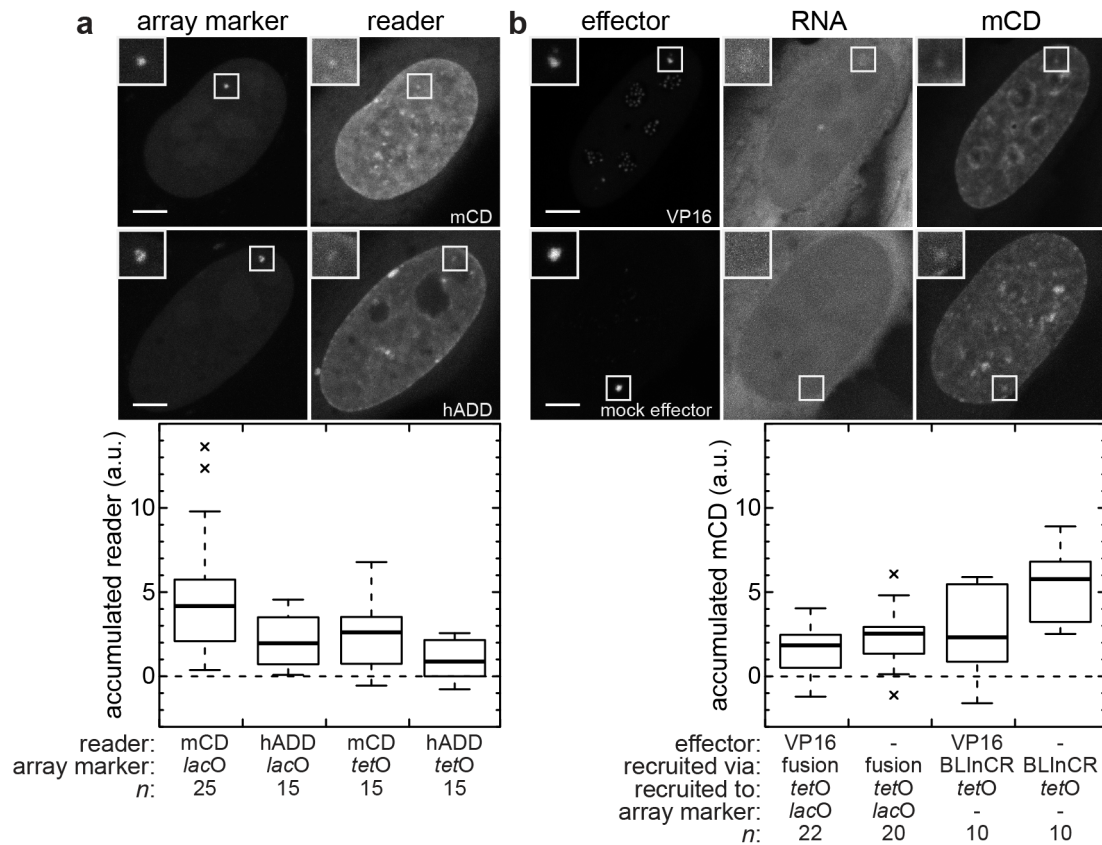 a array marker reader
mCD
hADD
accumulated reader (a.u.)
10
5
0
reader: mCD hADD mCD hADD
array marker: lacO lacO tetO tetO
n: 25 15 15 15
b effector RNA mCD
VP16
mock effector
accumulated mCD (a.u.)
10
5
0
effector: VP16 - VP16 -
recruited via: fusion fusion BLInCR BLInCR
recruited to: tetO tetO tetO tetO
array marker: lacO lacO - -
n: 22 20 10 10